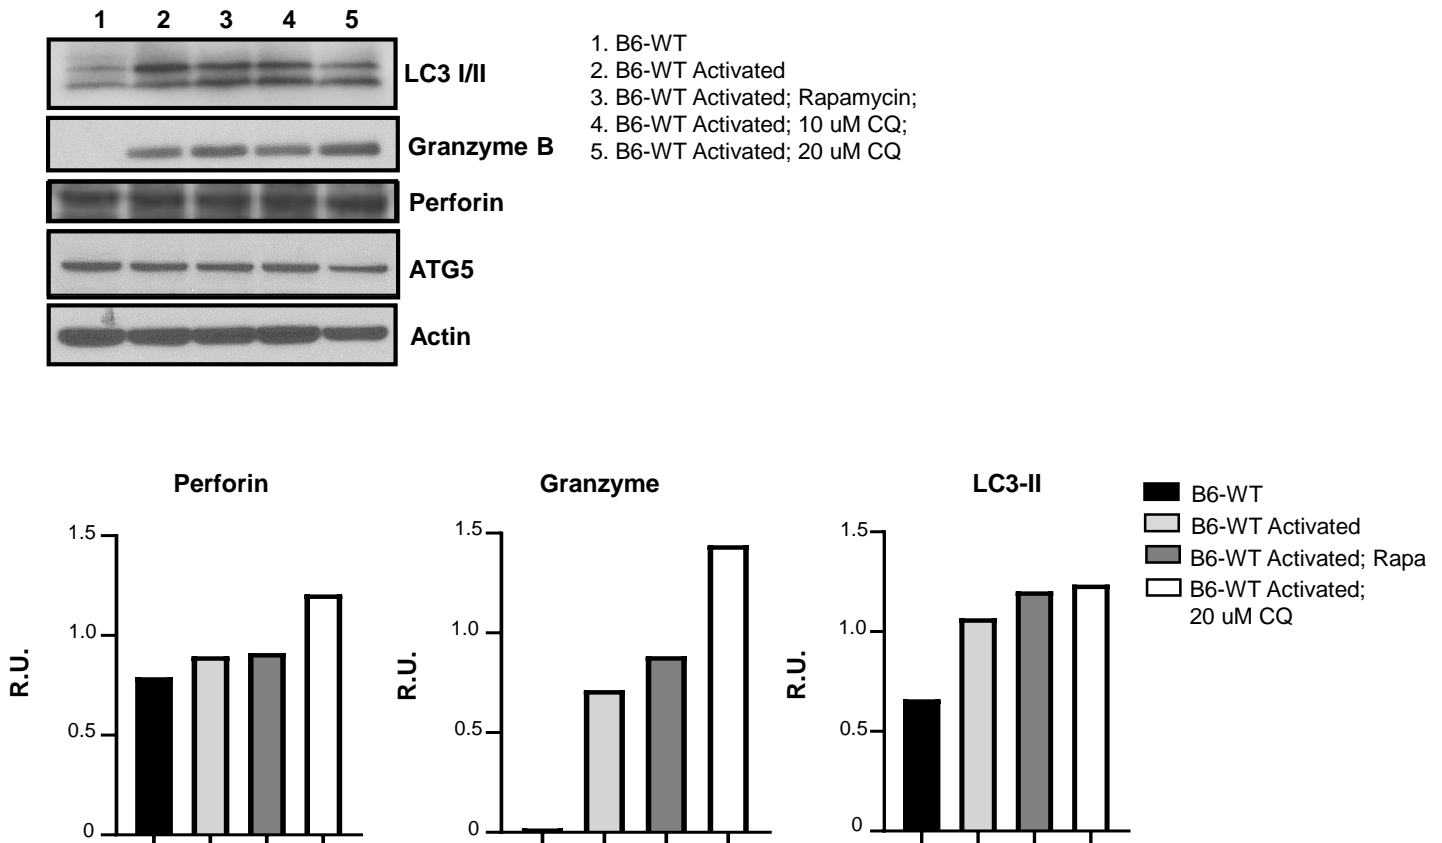 1 2 3 4 5
LC3 I/II
Granzyme B
Perforin
ATG5
Actin
1. B6-WT
2. B6-WT Activated
3. B6-WT Activated; Rapamycin;
4. B6-WT Activated; 10 uM CQ;
5. B6-WT Activated; 20 uM CQ
Perforin
R.U.
1.5
1.0
0.5
0
Granzyme
R.U.
1.5
1.0
0.5
0
LC3-II
R.U.
1.5
1.0
0.5
0
B6-WT
B6-WT Activated
B6-WT Activated; Rapa
B6-WT Activated;
20 uM CQ